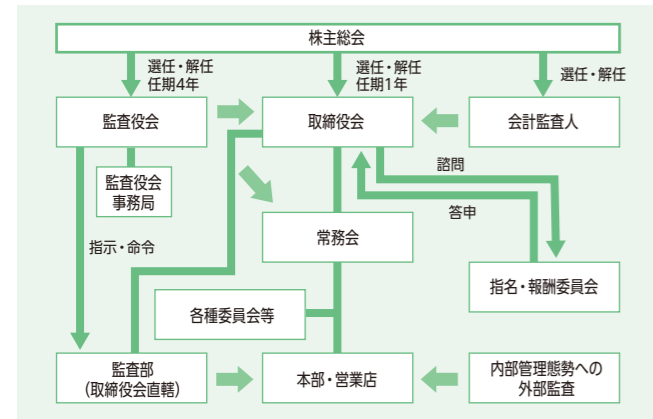 株主総会
選任・解任
任期4年
選任・解任
任期1年
選任・解任
監査役会
取締役会
会計監査人
監査役会
事務局
諮問
答申
指示・命令
常務会
指名・報酬委員会
各種委員会等
監査部
（取締役会直轄）
本部・営業店
内部管理態勢への
外部監査